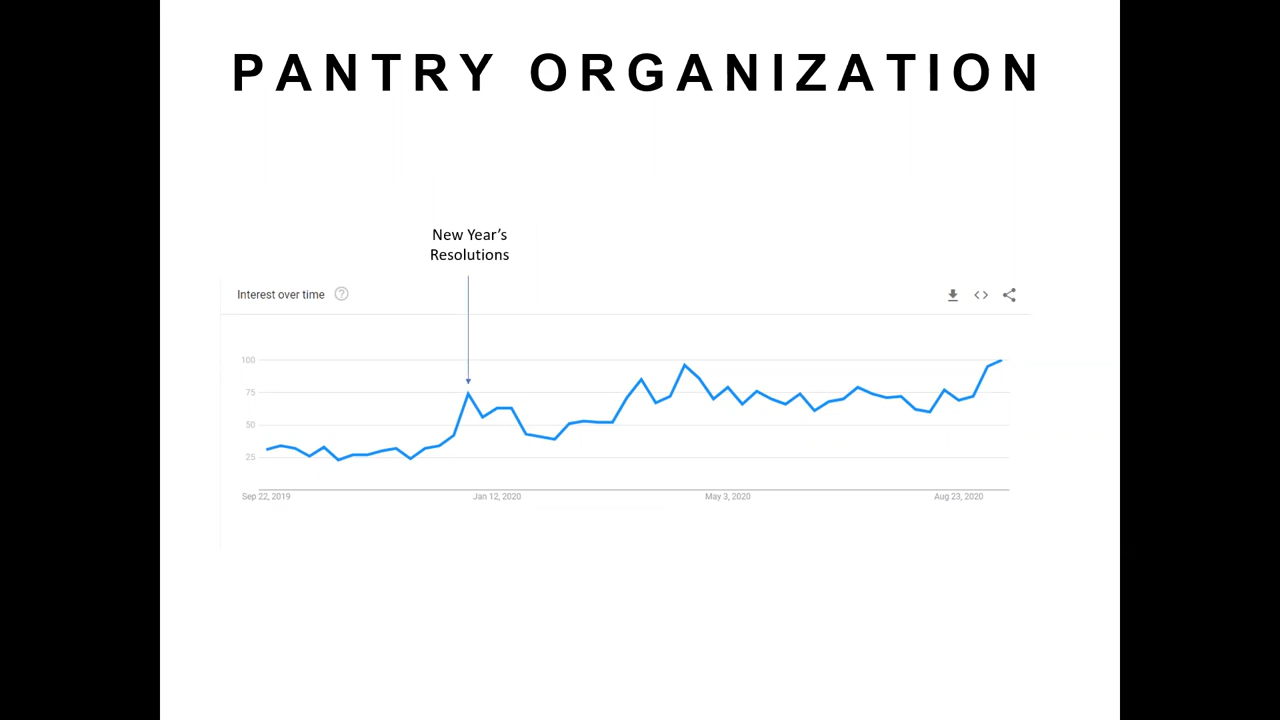 PANTRY ORGANIZATION
New Year's
Resolutions
Interest over time ?
100
75
50
25
Sep 22, 2019 Jan 12, 2020 May 3, 2020 Aug 23, 2020